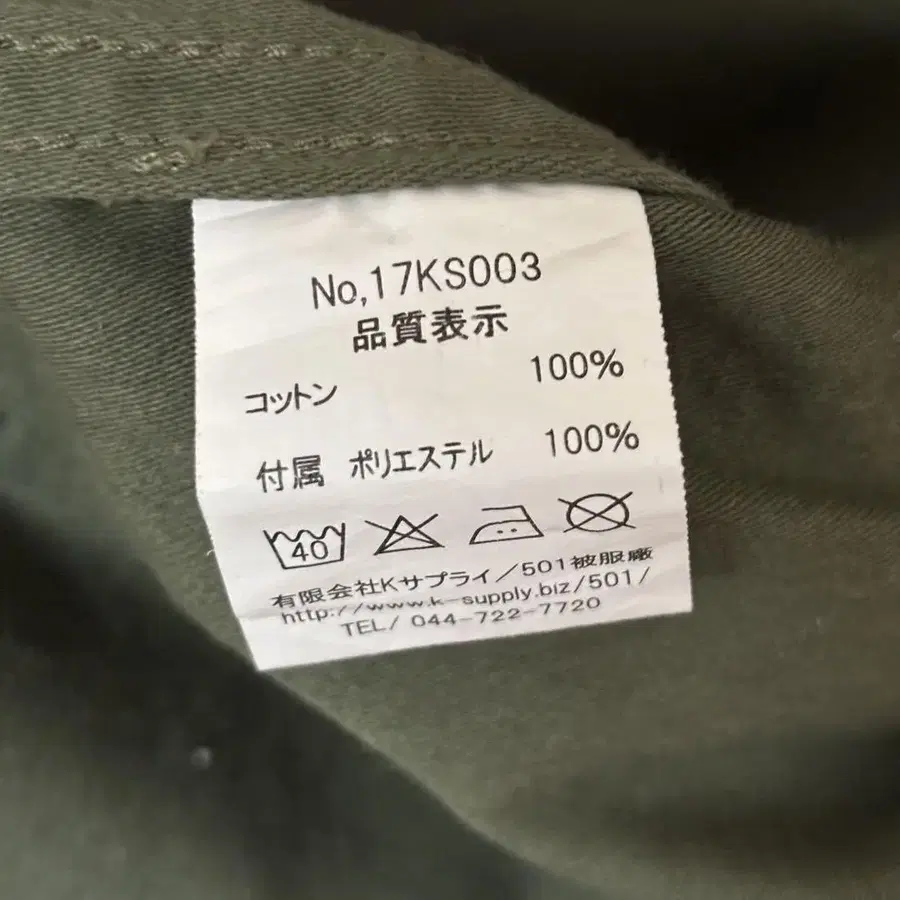 No,17KS003
品質表示
コットン 100%
付属 ポリエステル 100%
40
有限会社Kサプライ/501被服廠
http://www.k-supply.biz/501/
TEL/ 044-722-7720